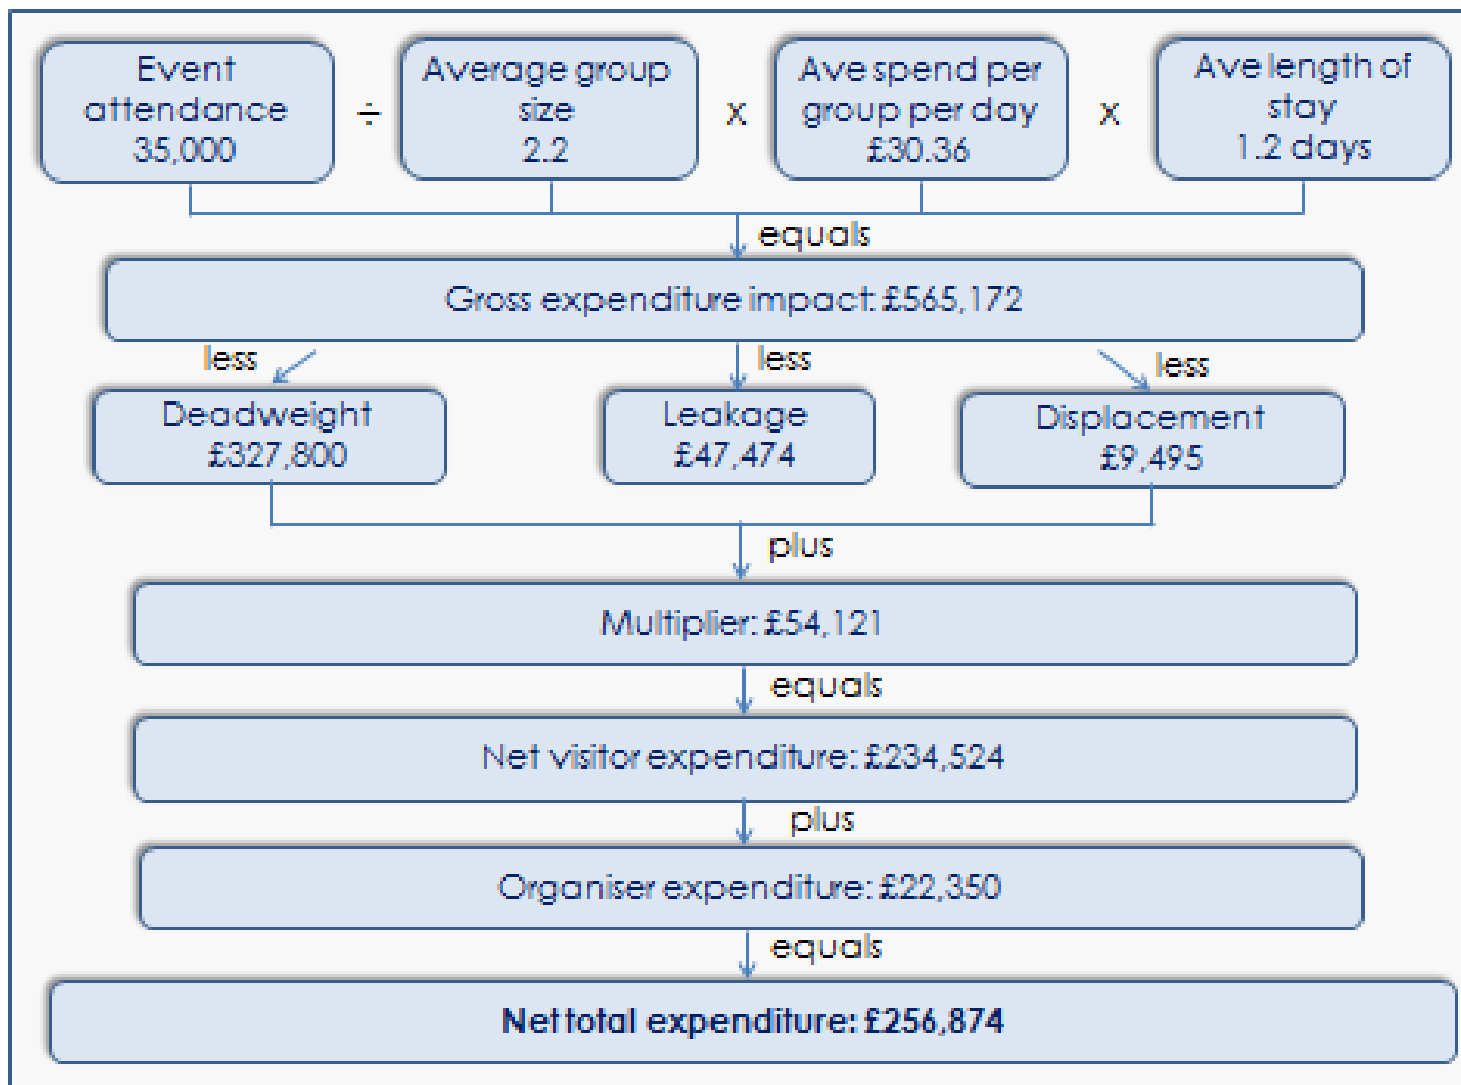 Event
attendance
35,000
÷
Average group
size
2.2
x
Ave spend per
group per day
£30.36
x
Ave length of
stay
1.2 days
equals
Gross expenditure impact: £565,172
less
less
less
Deadweight
£327,800
Leakage
£47,474
Displacement
£9,495
plus
Multiplier: £54,121
equals
Net visitor expenditure: £234,524
plus
Organiser expenditure: £22,350
equals
Net total expenditure: £256,874